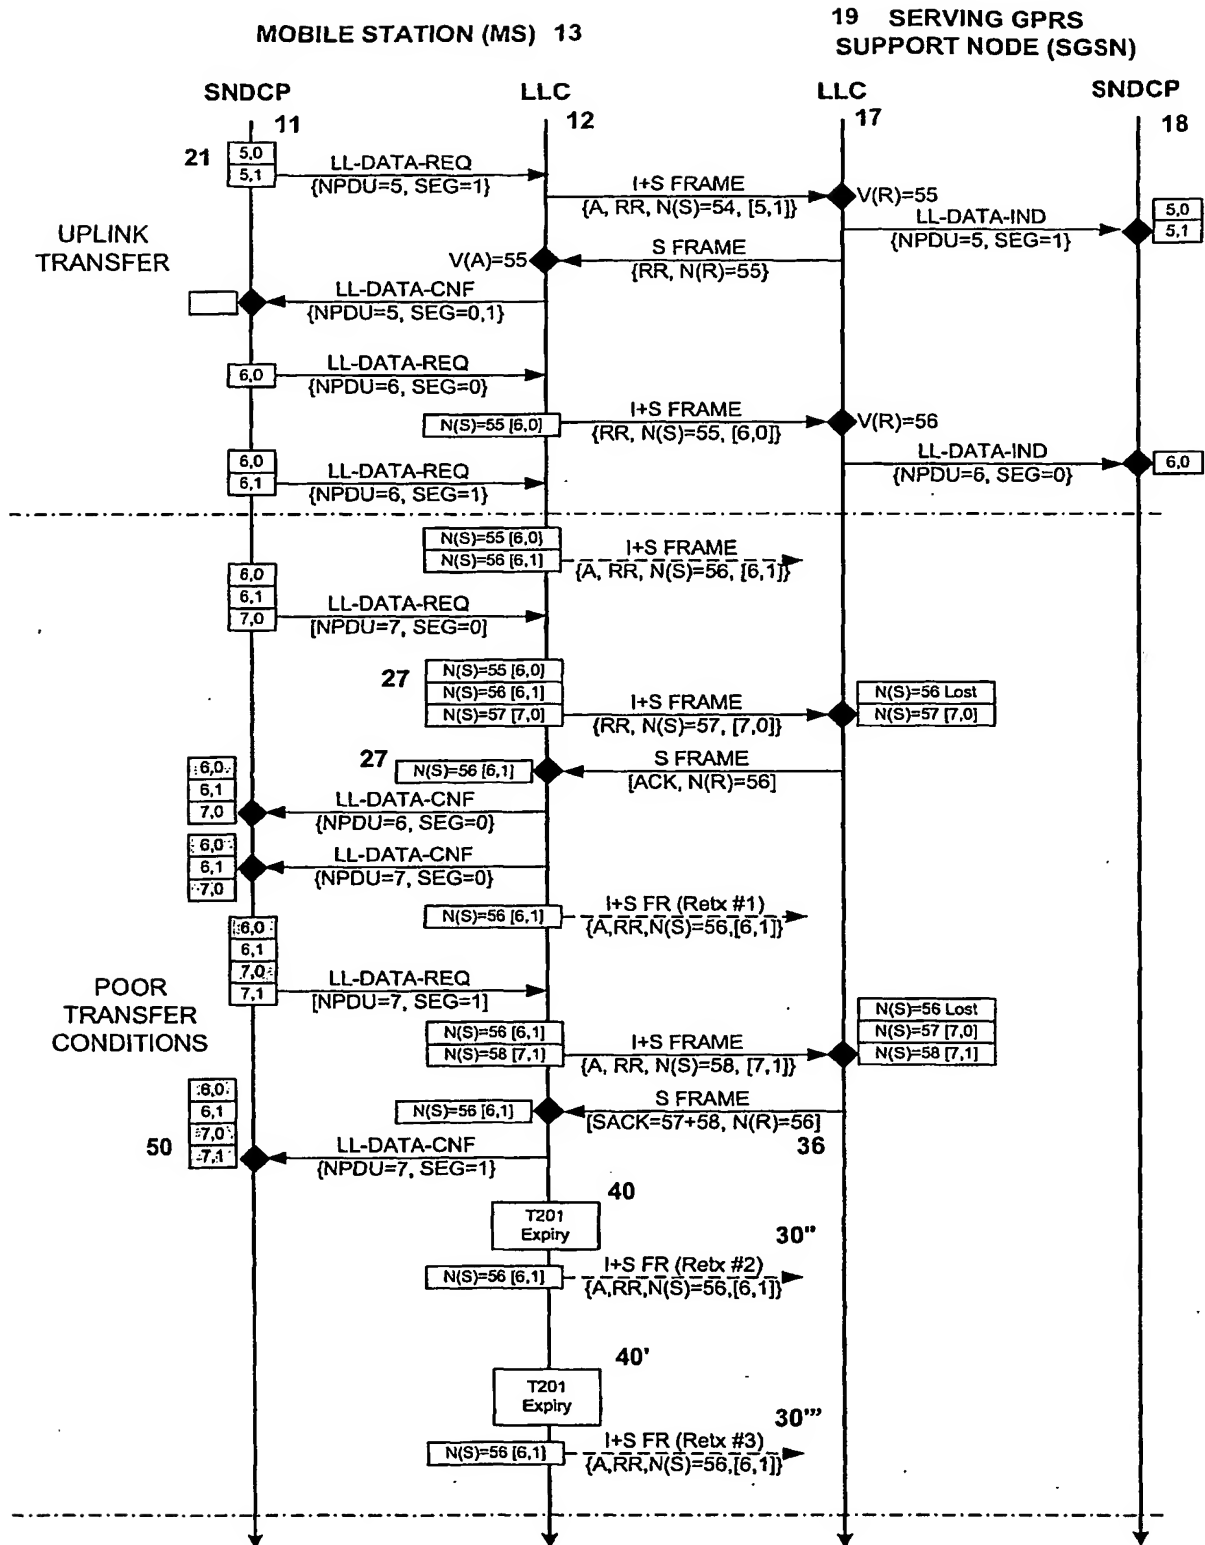 MOBILE STATION (MS) 13
19 SERVING GPRS
SUPPORT NODE (SGSN)
SNDCP
LLC
LLC
SNDCP
11
12
17
18
21
5,0
5,1
LL-DATA-REQ
{NPDU=5, SEG=1}
I+S FRAME
{A, RR, N(S)=54, [5,1]}
V(R)=55
LL-DATA-IND
{NPDU=5, SEG=1}
5,0
5,1
UPLINK
TRANSFER
V(A)=55
S FRAME
{RR, N(R)=55}
LL-DATA-CNF
{NPDU=5, SEG=0,1}
6,0
LL-DATA-REQ
{NPDU=6, SEG=0}
N(S)=55 [6,0]
I+S FRAME
{RR, N(S)=55, [6,0]}
V(R)=56
LL-DATA-IND
{NPDU=6, SEG=0}
6,0
6,0
6,1
LL-DATA-REQ
{NPDU=6, SEG=1}
N(S)=55 [6,0}
N(S)=56 [6,1]
I+S FRAME
{A, RR, N(S)=56, [6,1]}
6,0
6,1
7,0
LL-DATA-REQ
[NPDU=7, SEG=0]
27
N(S)=55 [6,0]
N(S)=56 [6,1]
N(S)=57 [7,0]
I+S FRAME
{RR, N(S)=57, [7,0]}
N(S)=56 Lost
N(S)=57 [7,0]
27
N(S)=56 [6,1]
S FRAME
[ACK, N(R)=56]
6,0
6,1
7,0
LL-DATA-CNF
{NPDU=6, SEG=0}
6,0
6,1
7,0
LL-DATA-CNF
{NPDU=7, SEG=0}
N(S)=56 [6,1]
I+S FR (Retx #1)
{A,RR,N(S)=56,[6,1]}
6,0
6,1
7,0
7,1
LL-DATA-REQ
[NPDU=7, SEG=1]
POOR
TRANSFER
CONDITIONS
N(S)=56 [6,1]
N(S)=58 [7,1]
I+S FRAME
{A, RR, N(S)=58, [7,1]}
N(S)=56 Lost
N(S)=57 [7,0]
N(S)=58 [7,1]
N(S)=56 [6,1]
S FRAME
[SACK=57+58, N(R)=56]
36
50
6,0
6,1
7,0
7,1
LL-DATA-CNF
{NPDU=7, SEG=1}
40
T201
Expiry
30"
N(S)=56 [6,1]
I+S FR (Retx #2)
{A,RR,N(S)=56,[6,1]}
40'
T201
Expiry
30"'
N(S)=56 [6,1]
I+S FR (Retx #3)
{A,RR,N(S)=56,[6,1]}